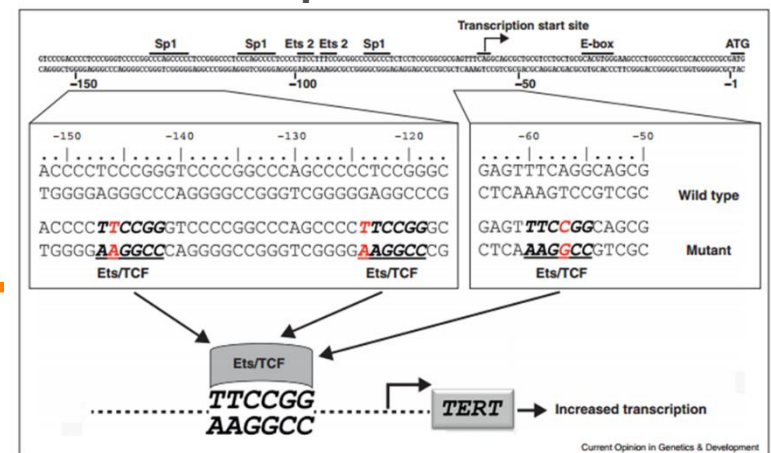 Transcription start site
Sp1 Sp1 Ets 2 Ets 2 Sp1 E-box ATG
−150 −100 −50 −1
−150 −140 −130 −120
ACCCCTCCCGGGTCCCCGGCCCAGCCCCCTCCGGGC
TGGGGAGGGCCCAGGGGCCGGGTCGGGGGAGGCCCG
ACCCCTTCCGGGTCCCCGGCCCAGCCCCTTCCGGGC
TGGGGAAGGCCCAGGGGCCGGGTCGGGGAAGGCCCG
Ets/TCF Ets/TCF
−60 −50
GAGTTTCAGGCAGCG
CTCAAAGTCCGTCGC
Wild type
GAGTTTCCGGCAGCG
CTCAAAGGCCGTCGC
Mutant
Ets/TCF
Ets/TCF
TTCCGG
AAGGCC
TERT
Increased transcription
Current Opinion in Genetics & Development